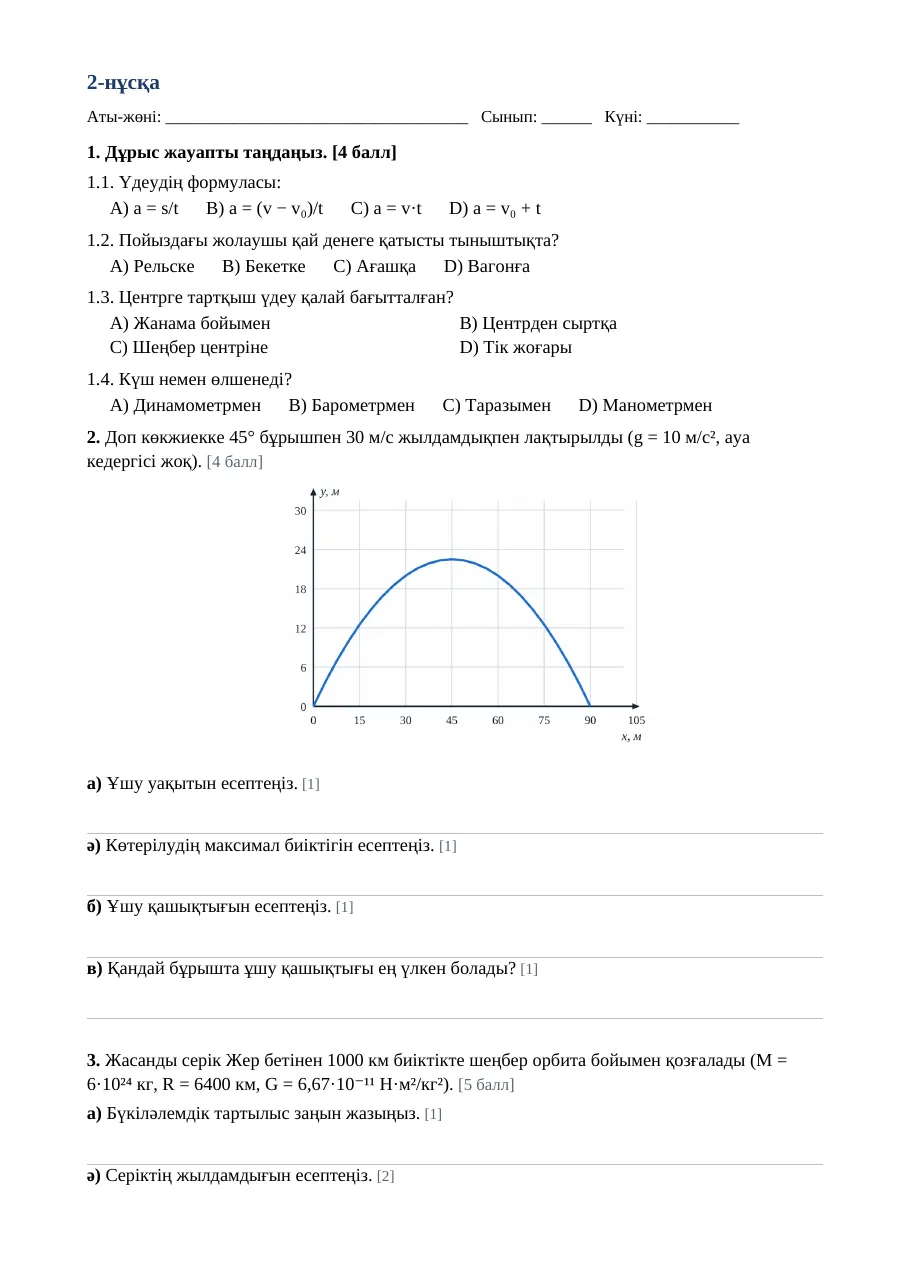 2-нұсқа
Аты-жөні: ____________________________________ Сынып: ______ Күні: ___________
1. Дұрыс жауапты таңдаңыз. [4 балл]
1.1. Үдеудің формуласы:
A) a = s/t B) a = (v − v₀)/t C) a = v·t D) a = v₀ + t
1.2. Пойыздағы жолаушы қай денеге қатысты тыныштықта?
A) Рельске B) Бекетке C) Ағашқа D) Вагонға
1.3. Центрге тартқыш үдеу қалай бағытталған?
A) Жанама бойымен B) Центрден сыртқа
C) Шеңбер центріне D) Тік жоғары
1.4. Күш немен өлшенеді?
A) Динамометрмен B) Барометрмен C) Таразымен D) Манометрмен
2. Доп көкжиекке 45° бұрышпен 30 м/с жылдамдықпен лақтырылды (g = 10 м/с², ауа
кедергісі жоқ). [4 балл]
y, м
30
24
18
12
6
0
0 15 30 45 60 75 90 105
x, м
а) Ұшу уақытын есептеңіз. [1]
ә) Көтерілудің максимал биіктігін есептеңіз. [1]
б) Ұшу қашықтығын есептеңіз. [1]
в) Қандай бұрышта ұшу қашықтығы ең үлкен болады? [1]
3. Жасанды серік Жер бетінен 1000 км биіктікте шеңбер орбита бойымен қозғалады (M =
6·10²⁴ кг, R = 6400 км, G = 6,67·10⁻¹¹ Н·м²/кг²). [5 балл]
а) Бүкіләлемдік тартылыс заңын жазыңыз. [1]
ә) Серіктің жылдамдығын есептеңіз. [2]